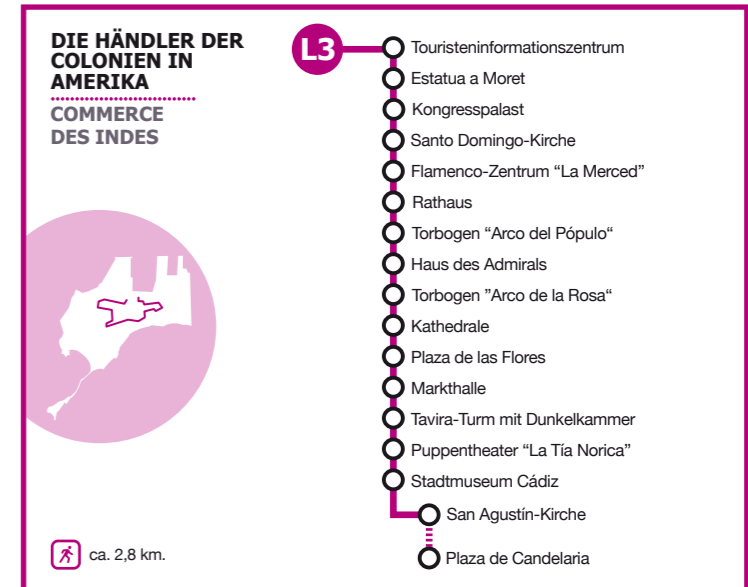 DIE HÄNDLER DER
COLONIEN IN
AMERIKA
COMMERCE
DES INDES
L3
Touristeninformationszentrum
Estatua a Moret
Kongresspalast
Santo Domingo-Kirche
Flamenco-Zentrum “La Merced”
Rathaus
Torbogen “Arco del Pópulo“
Haus des Admirals
Torbogen ”Arco de la Rosa“
Kathedrale
Plaza de las Flores
Markthalle
Tavira-Turm mit Dunkelkammer
Puppentheater “La Tía Norica”
Stadtmuseum Cádiz
San Agustín-Kirche
Plaza de Candelaria
ca. 2,8 km.